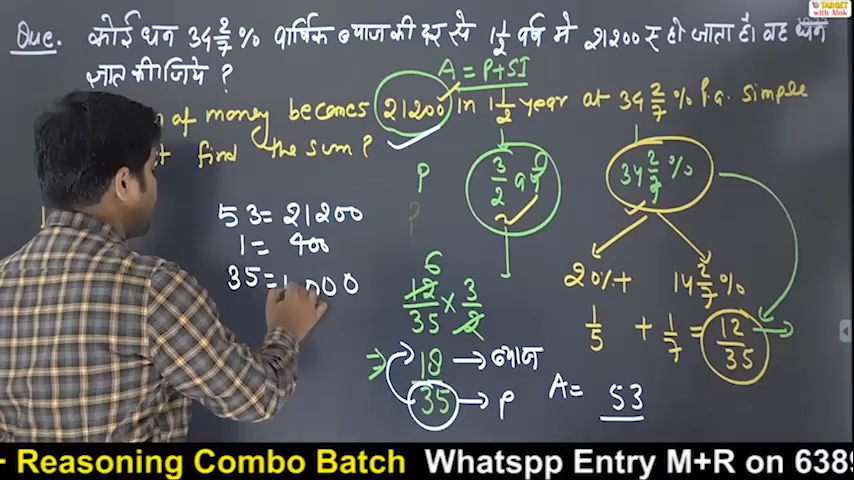 TARGET
with Alok
Que. कोई धन 34 2/7 % वार्षिक ब्याज की दर से 1 1/2 वर्ष में 21200 रु हो जाता है। वह धन
ज्ञात कीजिये ?
A = P+SI
of money becomes 21200 in 1 1/2 year at 34 2/7 % P.a. simple
find the sum?
P
3/2 वर्ष
34 2/7 %
53 = 21200
1 = 400
35 =
20% + 14 2/7 %
6
12/35 × 3/2
1/5 + 1/7 = 12/35
18 → ब्याज
35 → P
A = 53
+ Reasoning Combo Batch Whatspp Entry M+R on 6389